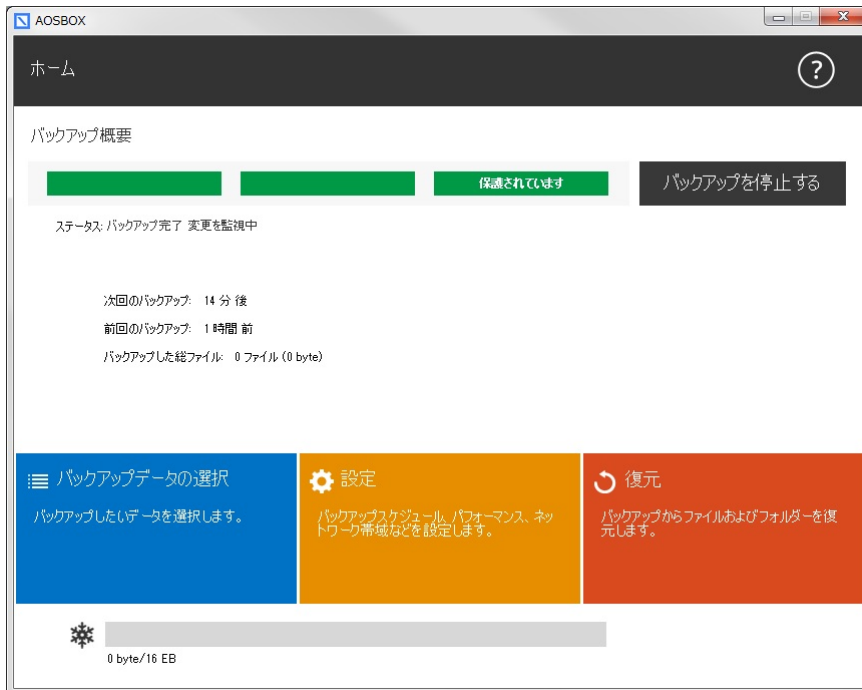 AOSBOX
ホーム
?
バックアップ概要
保護されています
バックアップを停止する
ステータス: バックアップ完了 変更を監視中
次回のバックアップ: 14 分 後
前回のバックアップ: 1 時間 前
バックアップした総ファイル: 0 ファイル (0 byte)
バックアップデータの選択
バックアップしたいデータを選択します。
設定
バックアップスケジュール、パフォーマンス、ネッ
トワーク帯域などを設定します。
復元
バックアップからファイルおよびフォルダーを復
元します。
0 byte/16 EB